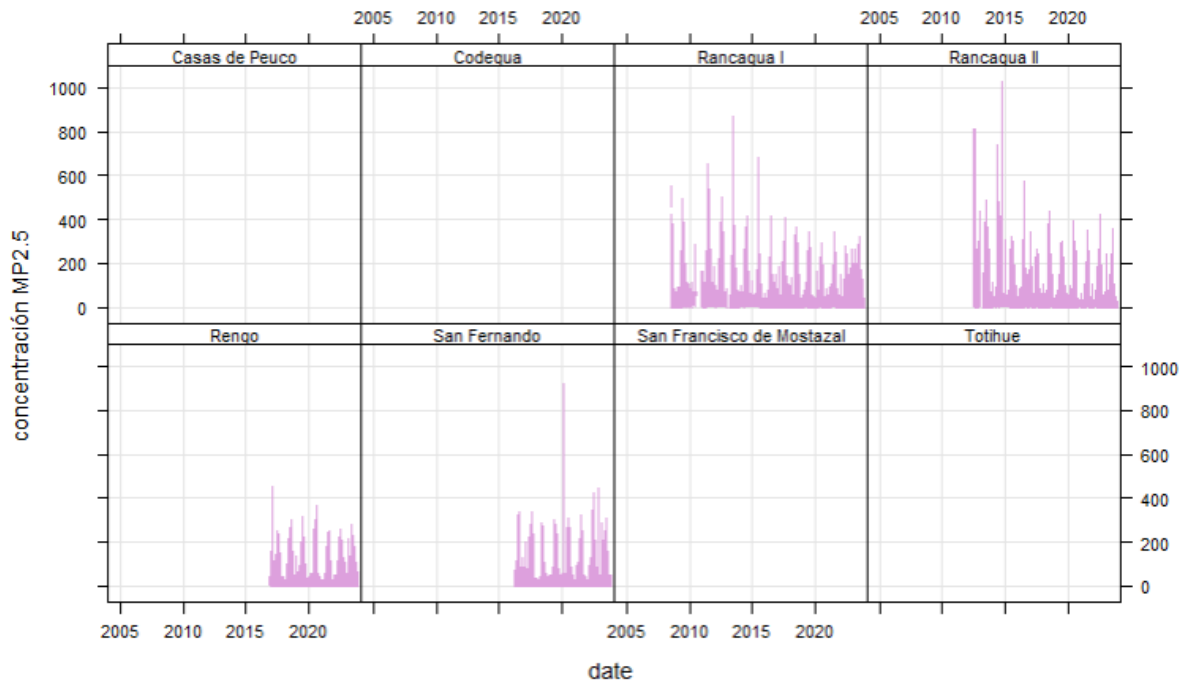 2005 2010 2015 2020 2005 2010 2015 2020
Casas de Peuco Codegua Rancagua I Rancagua II
1000
800
600
400
200
0
concentración MP2.5
Rengo San Fernando San Francisco de Mostazal Totihue
1000
800
600
400
200
0
2005 2010 2015 2020 2005 2010 2015 2020
date